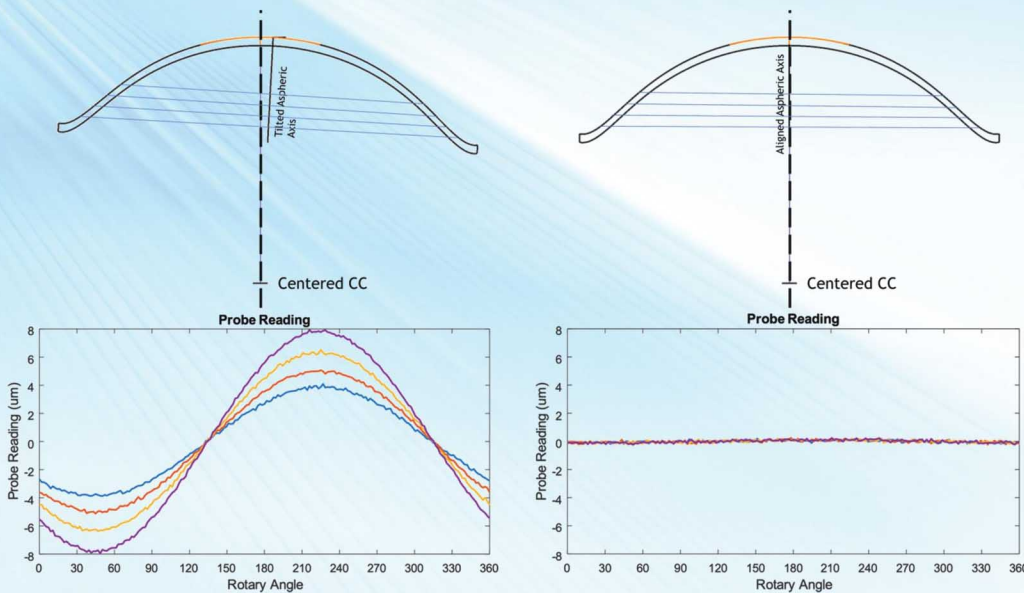 Tilted Aspheric
Axis
Centered CC
Aligned Aspheric Axis
Centered CC
Probe Reading
Probe Reading (um)
8
6
4
2
0
-2
-4
-6
-8
0 30 60 90 120 150 180 210 240 270 300 330 360
Rotary Angle
Probe Reading
Probe Reading (um)
8
6
4
2
0
-2
-4
-6
-8
0 30 60 90 120 150 180 210 240 270 300 330 360
Rotary Angle